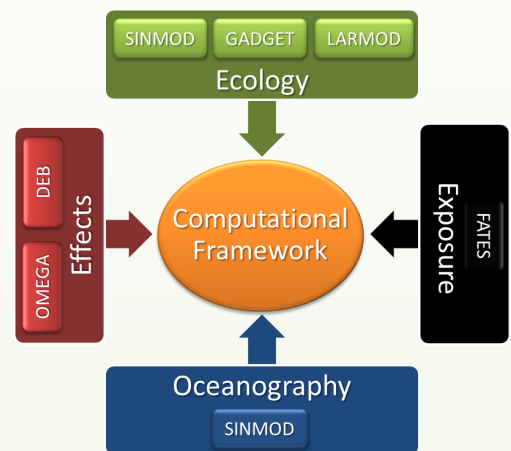 SINMOD GADGET LARMOD
Ecology
DEB
OMEGA
Effects
Computational
Framework
Exposure
FATES
Oceanography
SINMOD